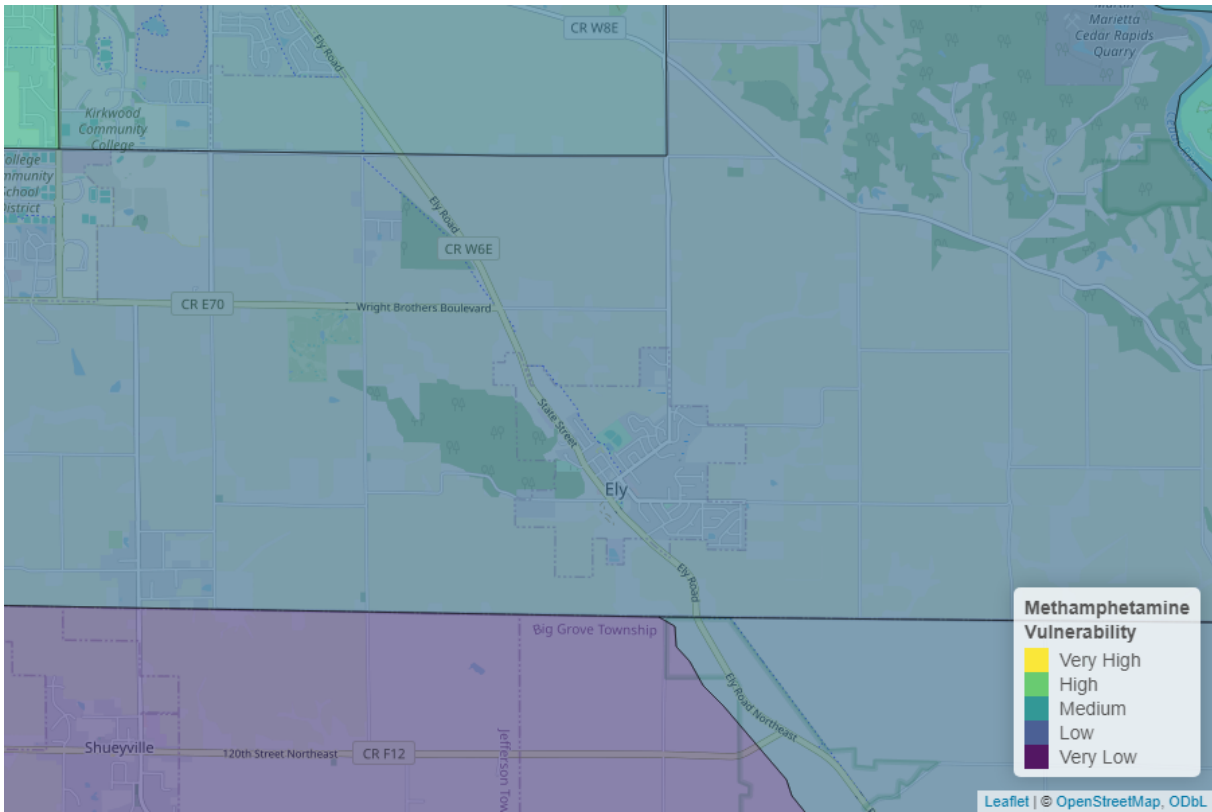 Martin
Marietta
Cedar Rapids
Quarry
CR W8E
Ely Road
Kirkwood
Community
College
College
mmunity
School
District
Ely Road
CR W6E
CR E70
Wright Brothers Boulevard
State Street
Ely
Ely Road
Big Grove Township
Ely Road Northeast
Shueyville
120th Street Northeast
CR F12
Jefferson Tow
Methamphetamine
Vulnerability
Very High
High
Medium
Low
Very Low
Leaflet | © OpenStreetMap, ODbL